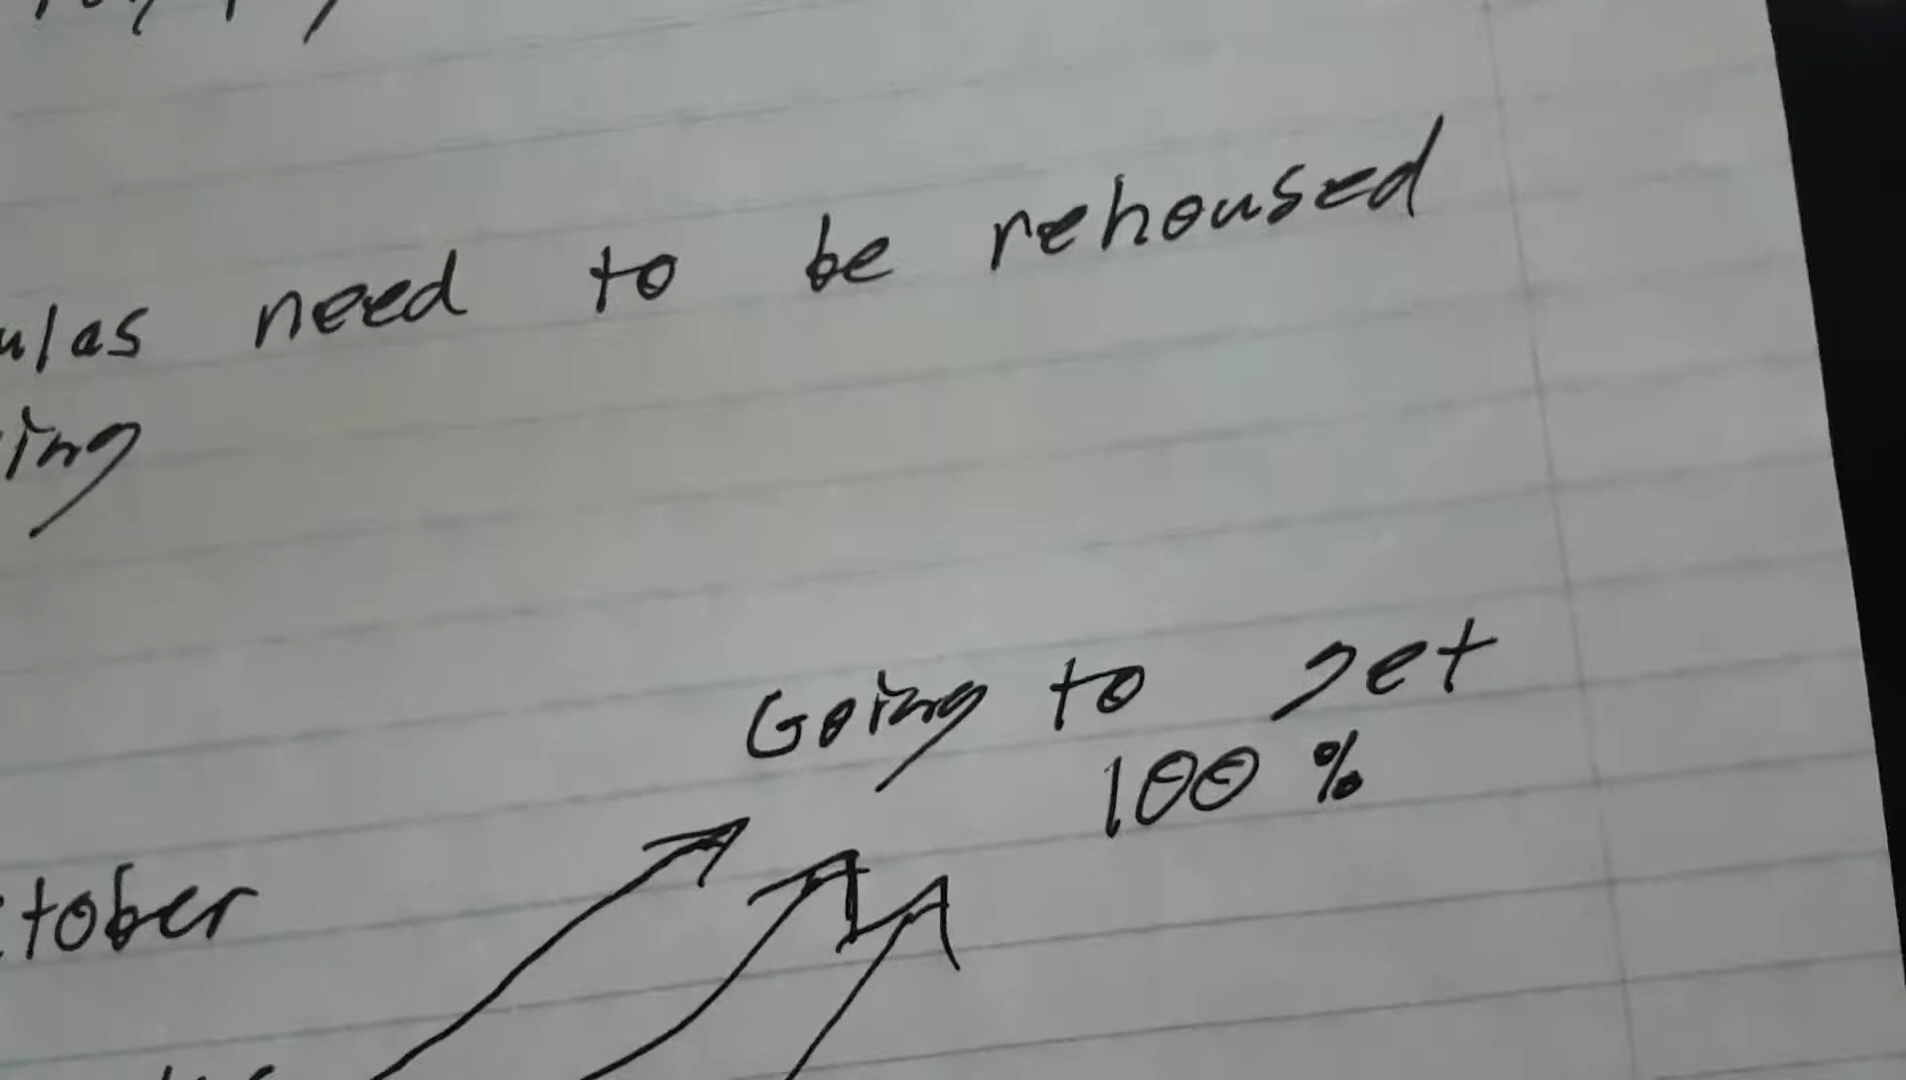 ulas need to be rehoused
ing
Going to get
100 %
tober